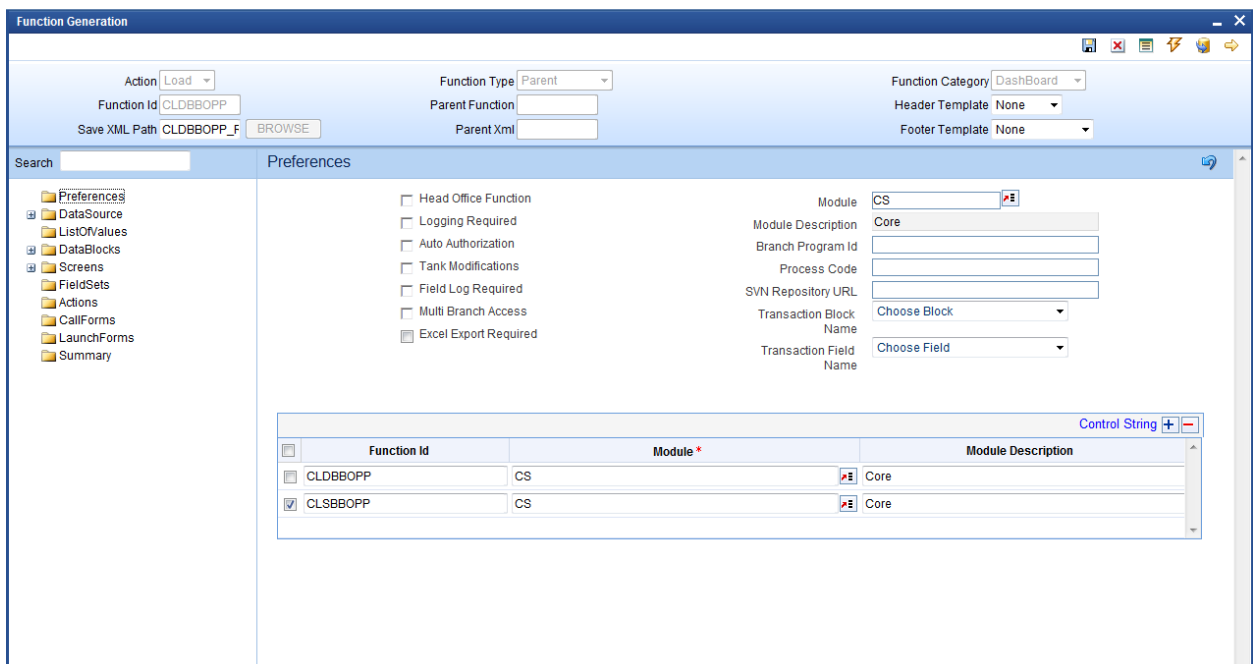 Function Generation
Action Load Function Type Parent Function Category DashBoard
Function Id CLDBBOPP Parent Function Header Template None
Save XML Path CLDBBOPP_F BROWSE Parent Xml Footer Template None
Search Preferences
Preferences
DataSource
ListOfValues
DataBlocks
Screens
FieldSets
Actions
CallForms
LaunchForms
Summary
Head Office Function
Logging Required
Auto Authorization
Tank Modifications
Field Log Required
Multi Branch Access
Excel Export Required
Module CS
Module Description Core
Branch Program Id
Process Code
SVN Repository URL
Transaction Block Choose Block
Name
Transaction Field Choose Field
Name
Control String
Function Id Module * Module Description
CLDBBOPP CS Core
CLSBBOPP CS Core